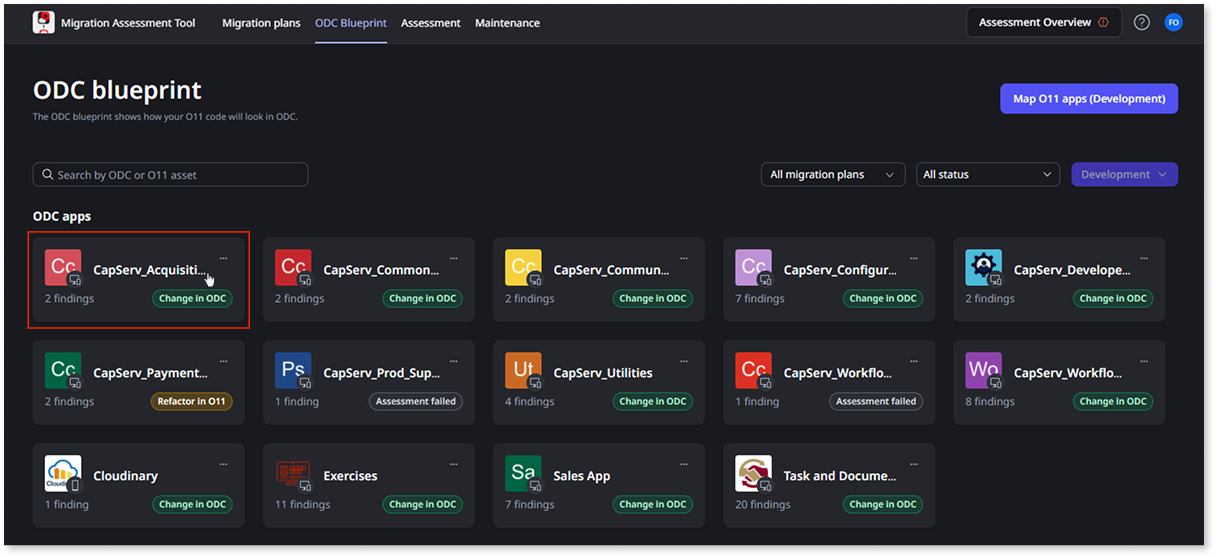 Migration Assessment Tool Migration plans ODC Blueprint Assessment Maintenance Assessment Overview ? FO
ODC blueprint
Map O11 apps (Development)
The ODC blueprint shows how your O11 code will look in ODC.
Search by ODC or O11 asset All migration plans All status Development
ODC apps
Cc CapServ_Acquisiti... Cc CapServ_Common... Cc CapServ_Commun... Cc CapServ_Configur... CapServ_Develope...
2 findings Change in ODC 2 findings Change in ODC 2 findings Change in ODC 7 findings Change in ODC 2 findings Change in ODC
Cc CapServ_Payment... Ps CapServ_Prod_Sup... Ut CapServ_Utilities Cc CapServ_Workflo... Wo CapServ_Workflo...
2 findings Refactor in O11 1 finding Assessment failed 4 findings Change in ODC 1 finding Assessment failed 8 findings Change in ODC
Cloudinary Exercises Sa Sales App Task and Docume...
1 finding Change in ODC 11 findings Change in ODC 7 findings Change in ODC 20 findings Change in ODC